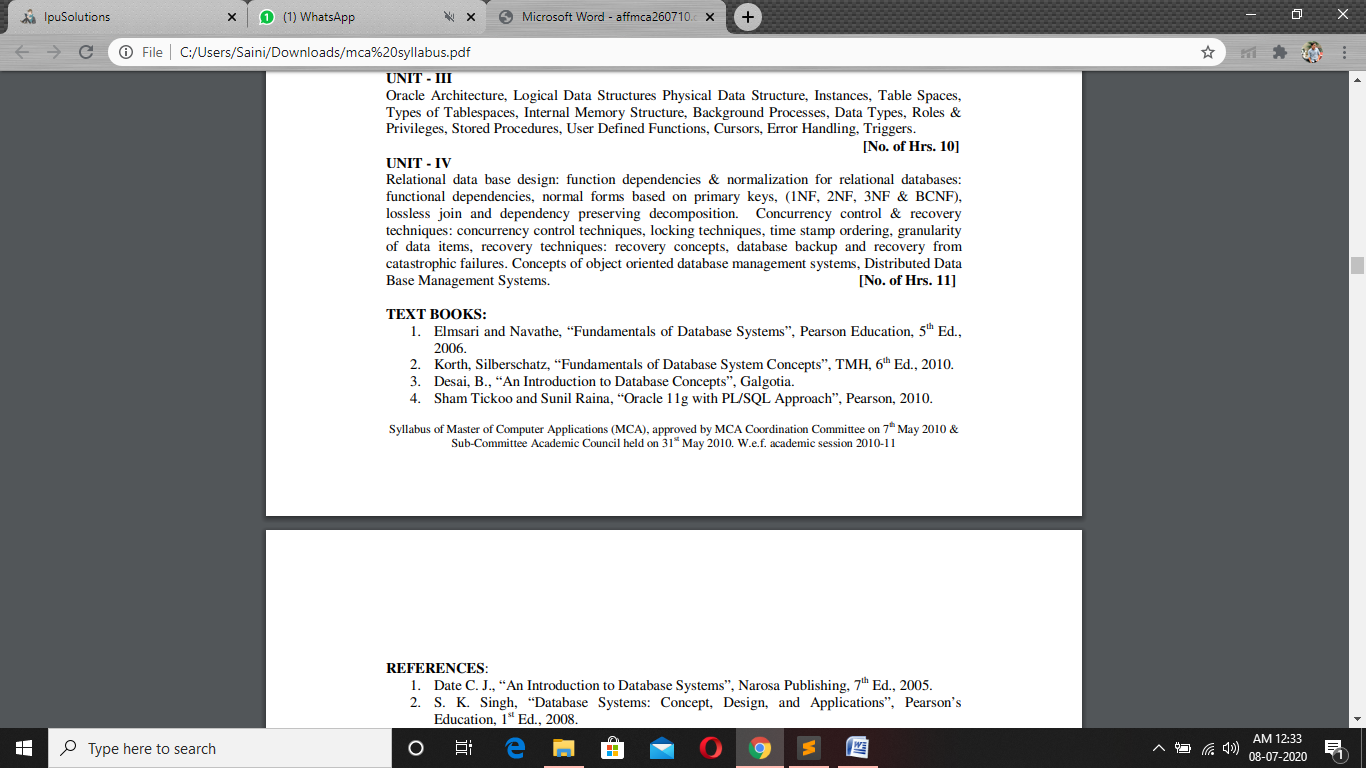 IpuSolutions
(1) WhatsApp
Microsoft Word - affmca260710.
File
C:/Users/Saini/Downloads/mca%20syllabus.pdf
UNIT - III
Oracle Architecture, Logical Data Structures Physical Data Structure, Instances, Table Spaces,
Types of Tablespaces, Internal Memory Structure, Background Processes, Data Types, Roles &
Privileges, Stored Procedures, User Defined Functions, Cursors, Error Handling, Triggers.
[No. of Hrs. 10]
UNIT - IV
Relational data base design: function dependencies & normalization for relational databases:
functional dependencies, normal forms based on primary keys, (1NF, 2NF, 3NF & BCNF),
lossless join and dependency preserving decomposition. Concurrency control & recovery
techniques: concurrency control techniques, locking techniques, time stamp ordering, granularity
of data items, recovery techniques: recovery concepts, database backup and recovery from
catastrophic failures. Concepts of object oriented database management systems, Distributed Data
Base Management Systems. [No. of Hrs. 11]
TEXT BOOKS:
1. Elmsari and Navathe, “Fundamentals of Database Systems”, Pearson Education, 5th Ed.,
2006.
2. Korth, Silberschatz, “Fundamentals of Database System Concepts”, TMH, 6th Ed., 2010.
3. Desai, B., “An Introduction to Database Concepts”, Galgotia.
4. Sham Tickoo and Sunil Raina, “Oracle 11g with PL/SQL Approach”, Pearson, 2010.
Syllabus of Master of Computer Applications (MCA), approved by MCA Coordination Committee on 7th May 2010 &
Sub-Committee Academic Council held on 31st May 2010. W.e.f. academic session 2010-11
REFERENCES:
1. Date C. J., “An Introduction to Database Systems”, Narosa Publishing, 7th Ed., 2005.
2. S. K. Singh, “Database Systems: Concept, Design, and Applications”, Pearson’s
Education, 1st Ed., 2008.
Type here to search
AM 12:33
08-07-2020